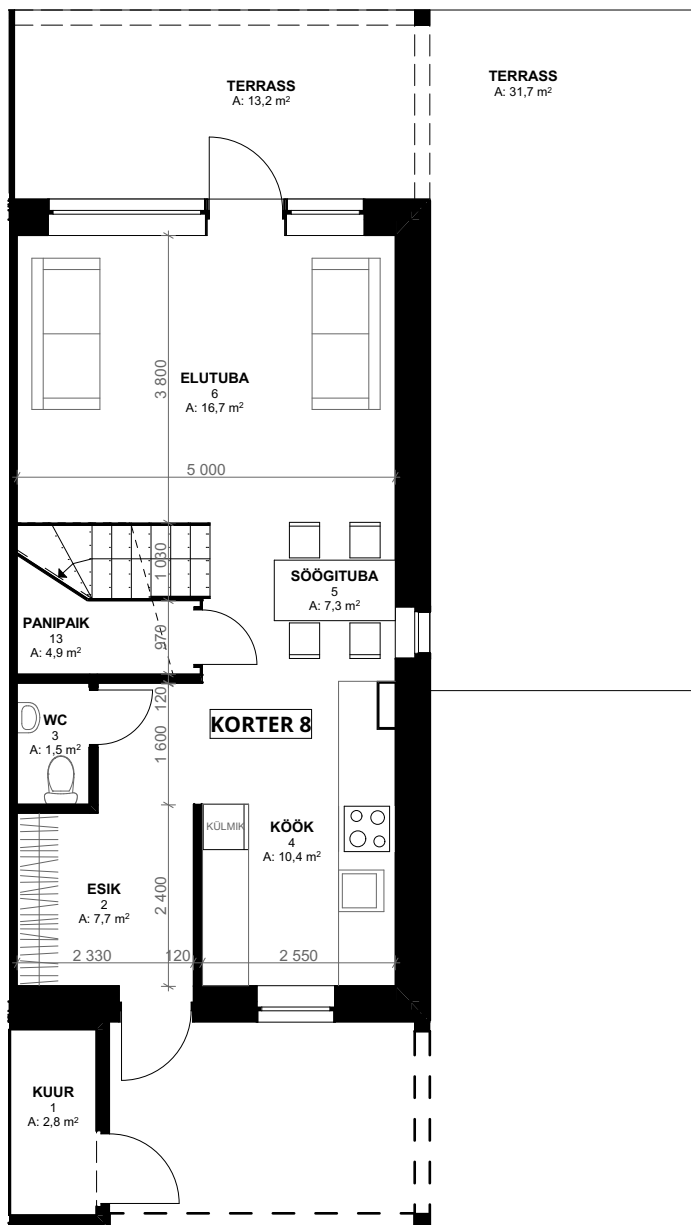 TERRASS
A: 13,2 m²
TERRASS
A: 31,7 m²
3 800
ELUTUBA
6
A: 16,7 m²
5 000
1 030
SÖÖGITUBA
5
A: 7,3 m²
PANIPAIK
13
A: 4,9 m²
970
120
WC
3
A: 1,5 m²
1 600
KORTER 8
KÜLMIK
KÖÖK
4
A: 10,4 m²
ESIK
2
A: 7,7 m²
2 400
2 330
120
2 550
KUUR
1
A: 2,8 m²